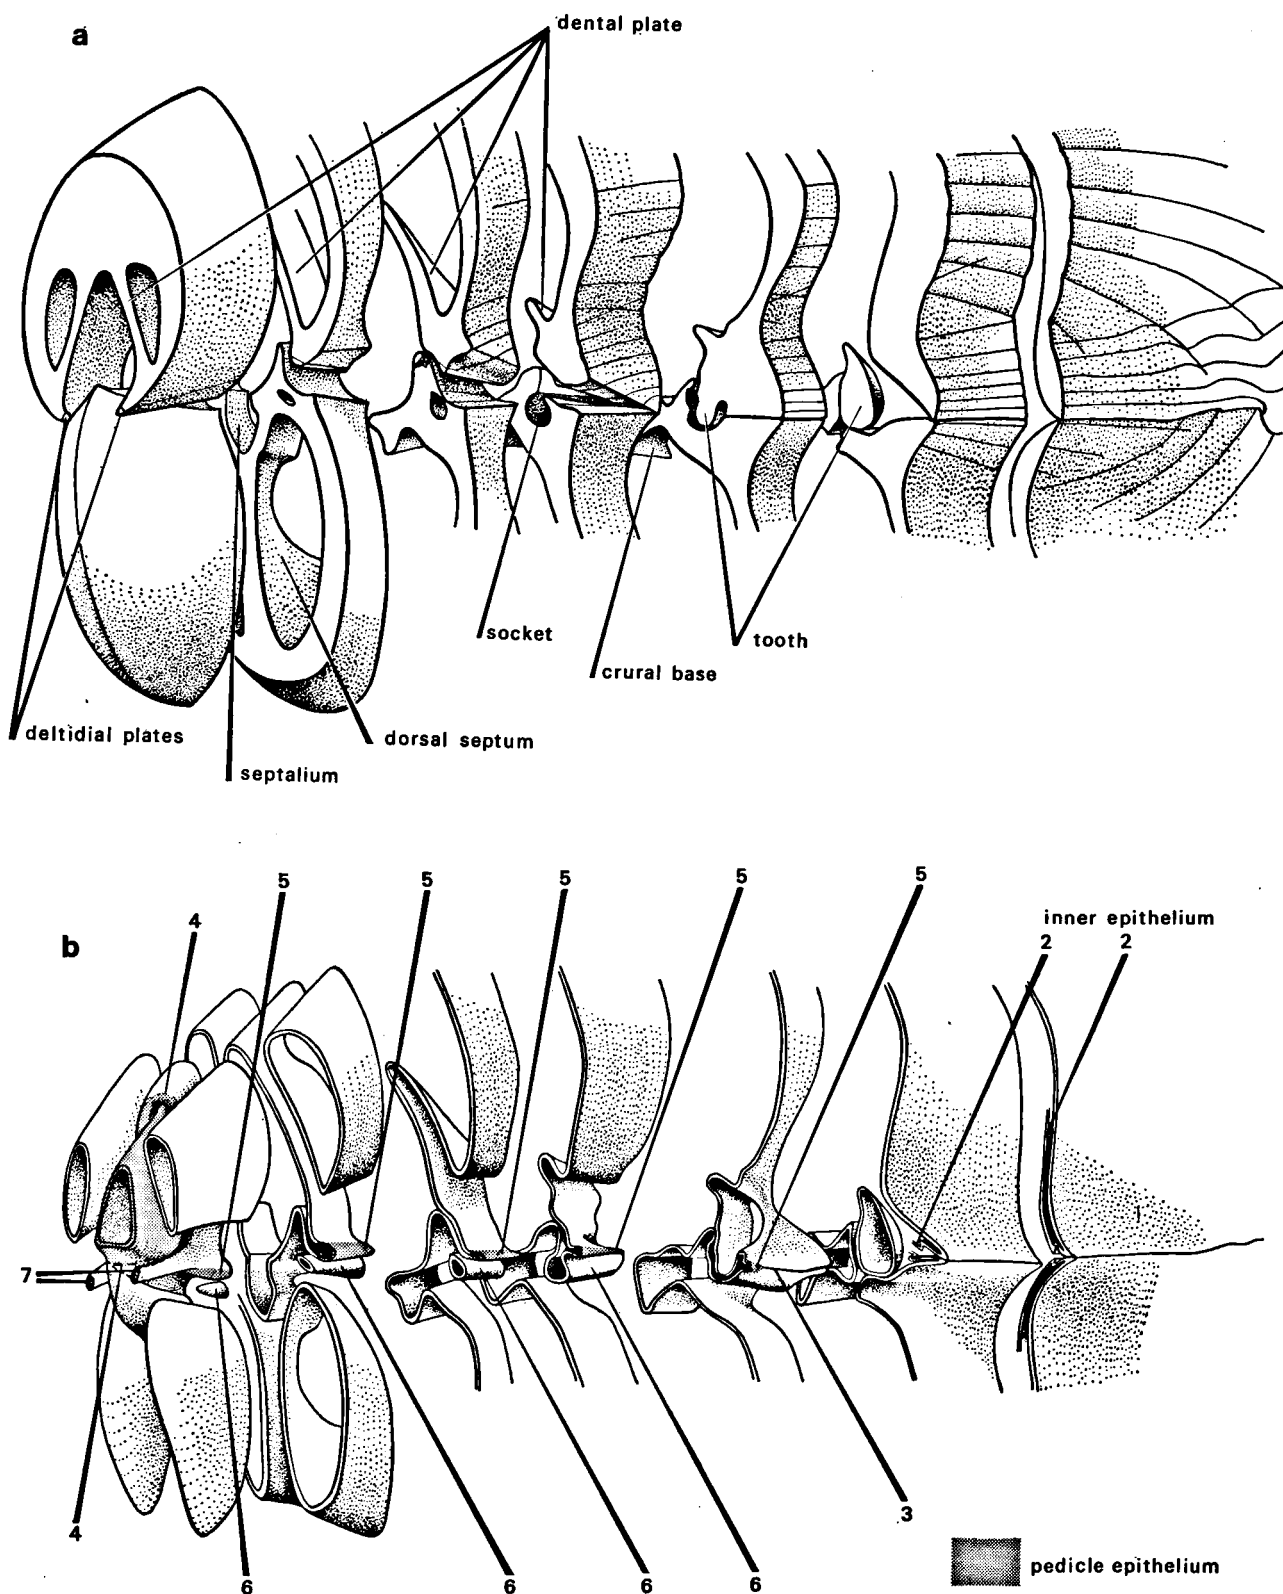 a
dental plate
socket
tooth
crural base
deltidial plates
dorsal septum
septalium
5
5
5
5
5
4
inner epithelium
b
2
2
7
3
4
6
6
6
6
pedicle epithelium